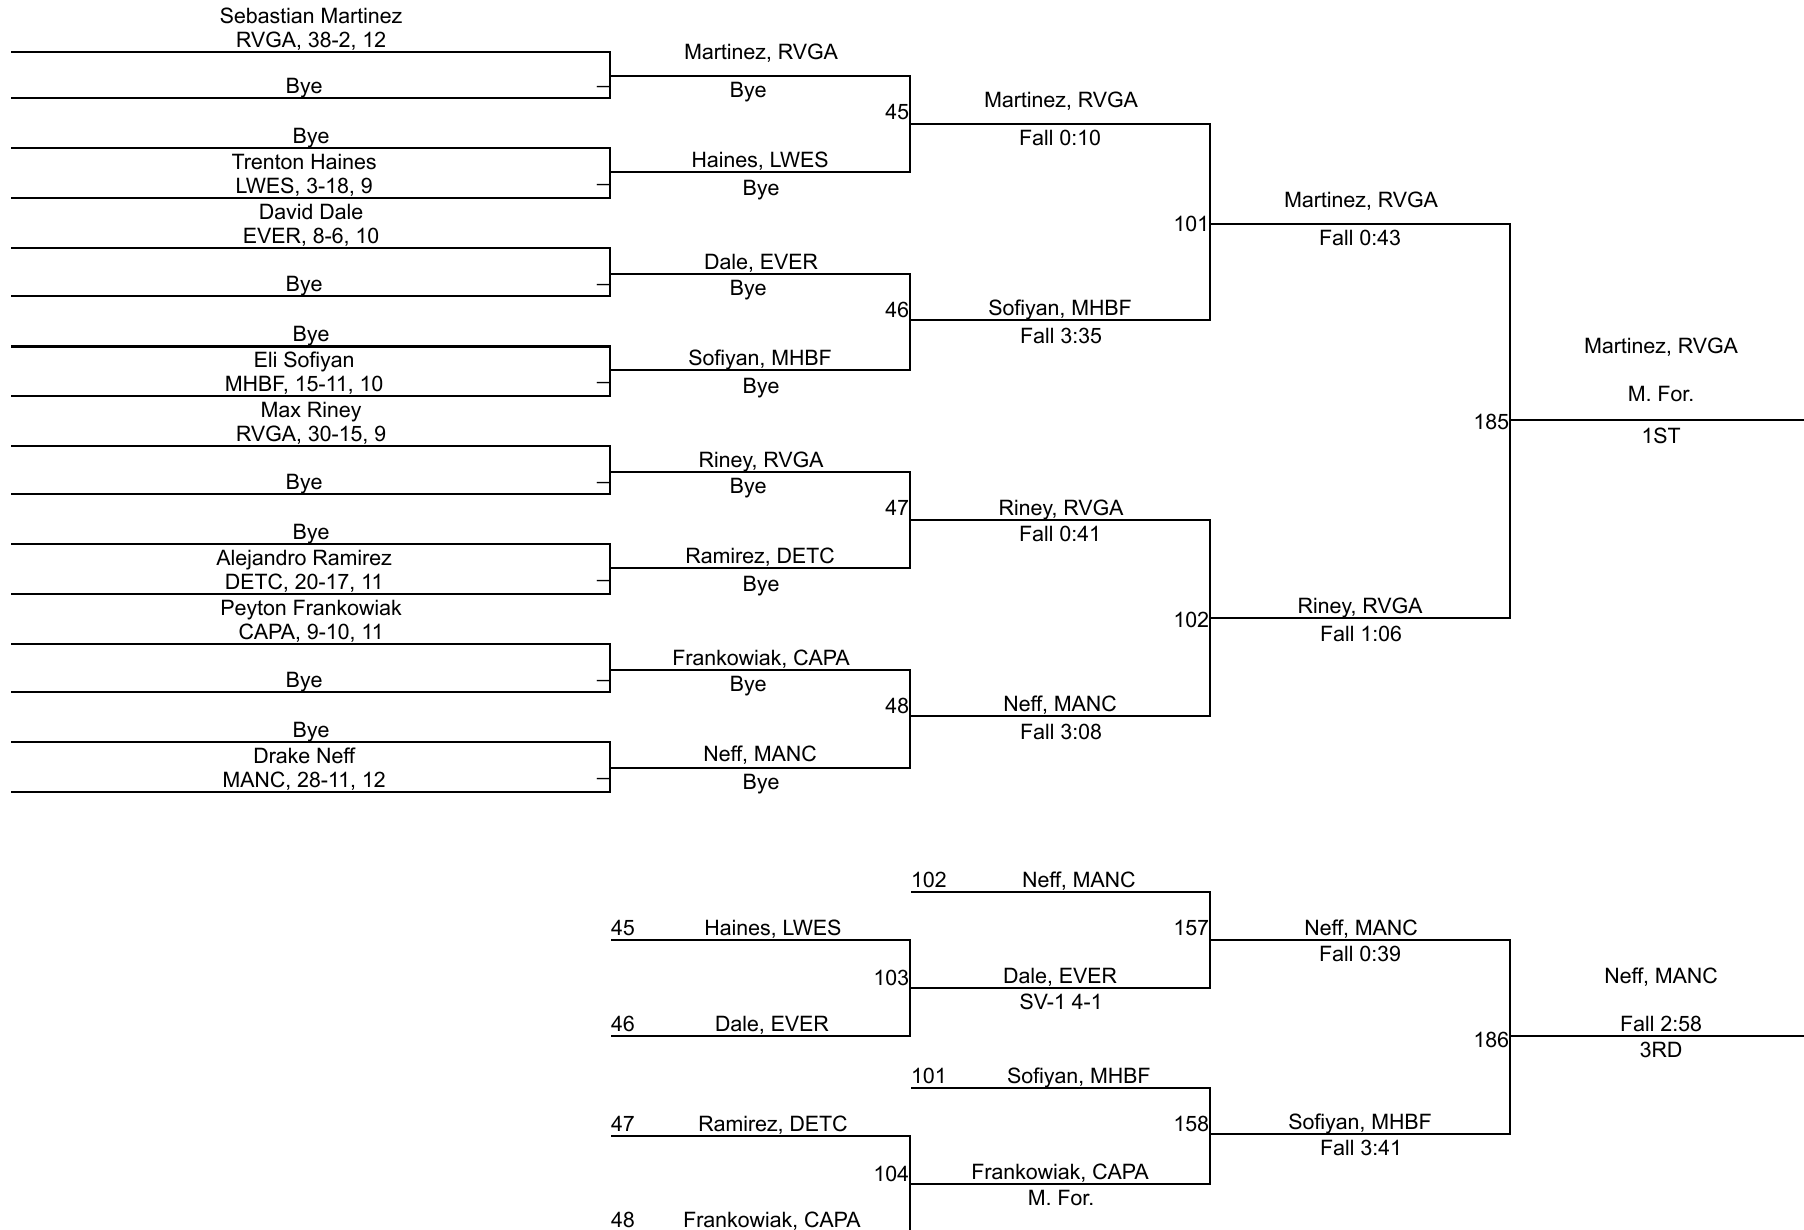 Sebastian Martinez
RVGA, 38-2, 12
Bye
Bye
Trenton Haines
LWES, 3-18, 9
David Dale
EVER, 8-6, 10
Bye
Bye
Eli Sofiyan
MHBF, 15-11, 10
Max Riney
RVGA, 30-15, 9
Bye
Bye
Alejandro Ramirez
DETC, 20-17, 11
Peyton Frankowiak
CAPA, 9-10, 11
Bye
Bye
Drake Neff
MANC, 28-11, 12
Martinez, RVGA
Bye
45
Haines, LWES
Bye
Dale, EVER
Bye
46
Sofiyan, MHBF
Bye
Riney, RVGA
Bye
47
Ramirez, DETC
Bye
Frankowiak, CAPA
Bye
48
Neff, MANC
Bye
Martinez, RVGA
Fall 0:10
101
Sofiyan, MHBF
Fall 3:35
Riney, RVGA
Fall 0:41
102
Neff, MANC
Fall 3:08
Martinez, RVGA
Fall 0:43
185
Riney, RVGA
Fall 1:06
Martinez, RVGA
M. For.
1ST
45 Haines, LWES
103
46 Dale, EVER
47 Ramirez, DETC
104
48 Frankowiak, CAPA
102 Neff, MANC
157
Dale, EVER
SV-1 4-1
101 Sofiyan, MHBF
158
Frankowiak, CAPA
M. For.
Neff, MANC
Fall 0:39
186
Sofiyan, MHBF
Fall 3:41
Neff, MANC
Fall 2:58
3RD